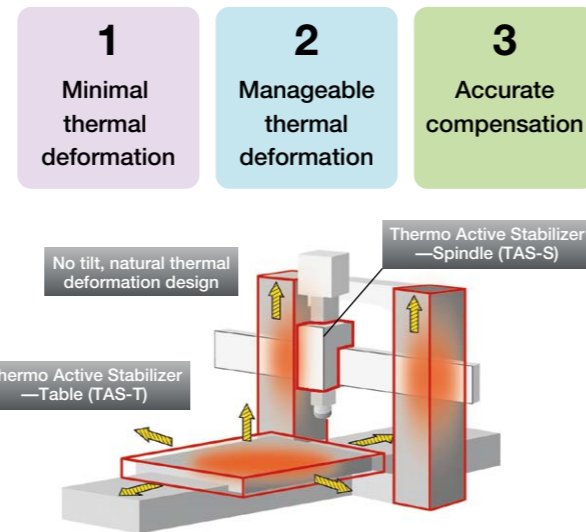 1
Minimal
thermal
deformation
2
Manageable
thermal
deformation
3
Accurate
compensation
Thermo Active Stabilizer
—Spindle (TAS-S)
No tilt, natural thermal
deformation design
hermo Active Stabilizer
—Table (TAS-T)